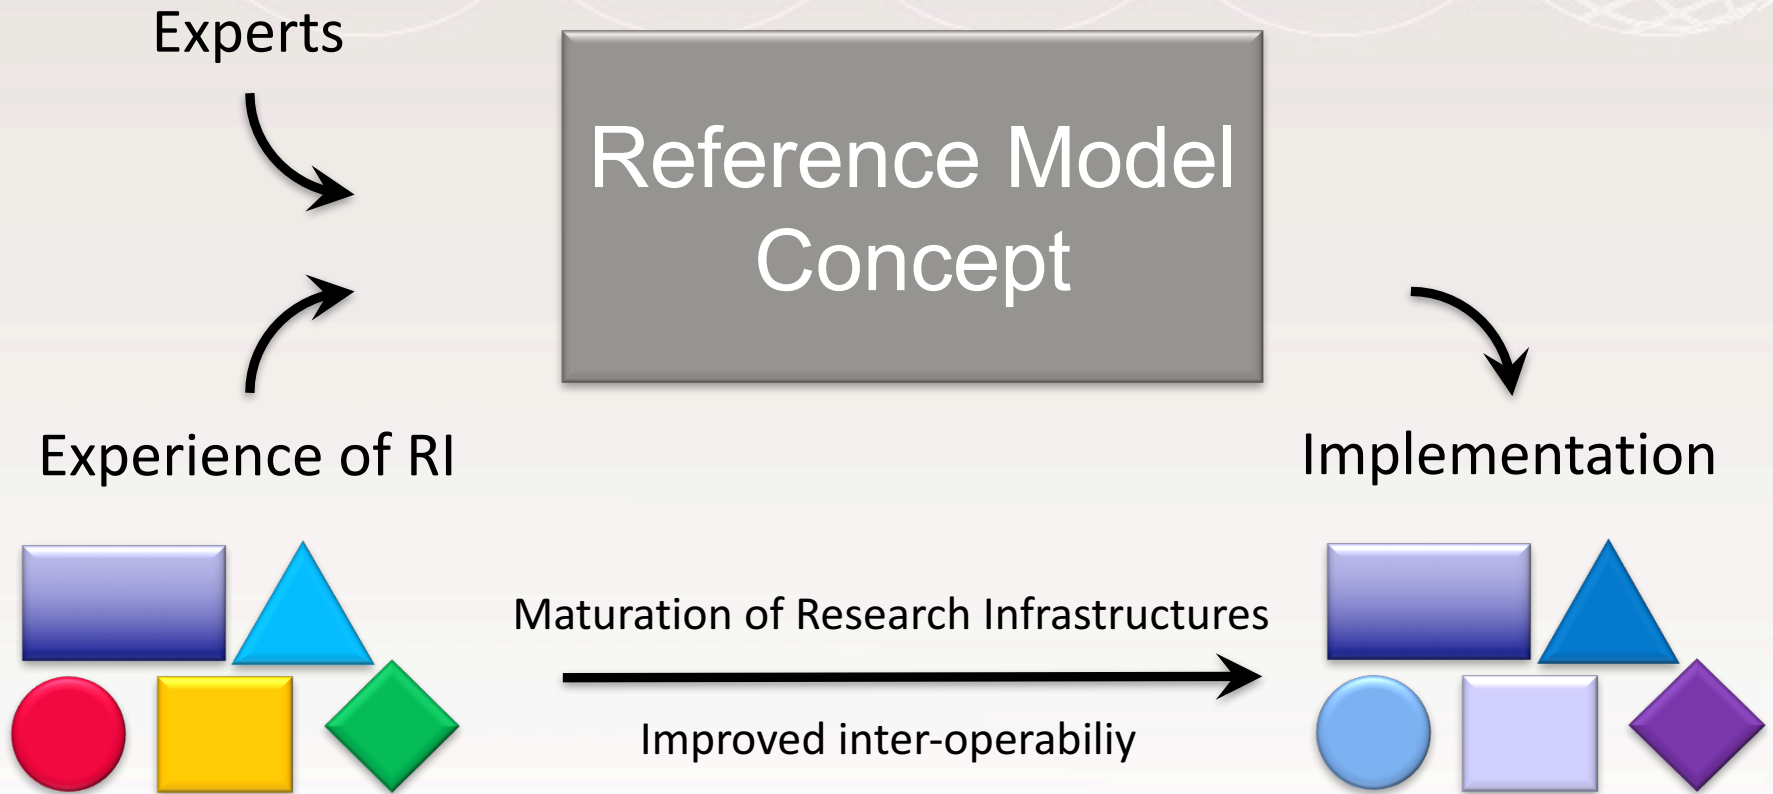 Experts
Reference Model
Concept
Experience of RI
Implementation
Maturation of Research Infrastructures
Improved inter-operabiliy